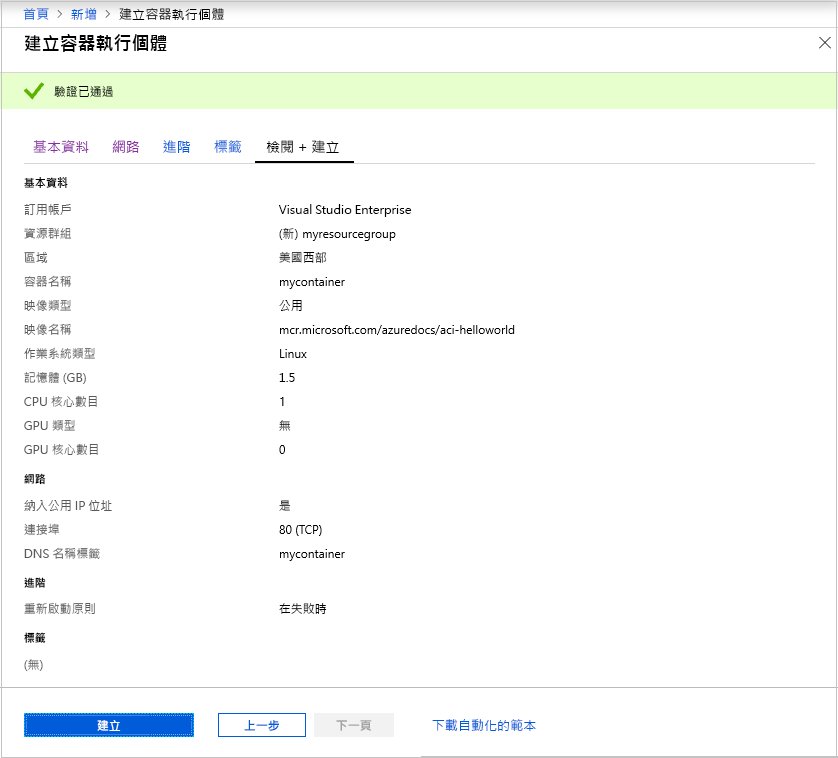 首頁 > 新增 > 建立容器執行個體
建立容器執行個體
驗證已通過
基本資料 網路 進階 標籤 檢閱 + 建立
基本資料
訂用帳戶 Visual Studio Enterprise
資源群組 (新) myresourcegroup
區域 美國西部
容器名稱 mycontainer
映像類型 公用
映像名稱 mcr.microsoft.com/azuredocs/aci-helloworld
作業系統類型 Linux
記憶體 (GB) 1.5
CPU 核心數目 1
GPU 類型 無
GPU 核心數目 0
網路
納入公用 IP 位址 是
連接埠 80 (TCP)
DNS 名稱標籤 mycontainer
進階
重新啟動原則 在失敗時
標籤
(無)
建立 上一步 下一頁 下載自動化的範本